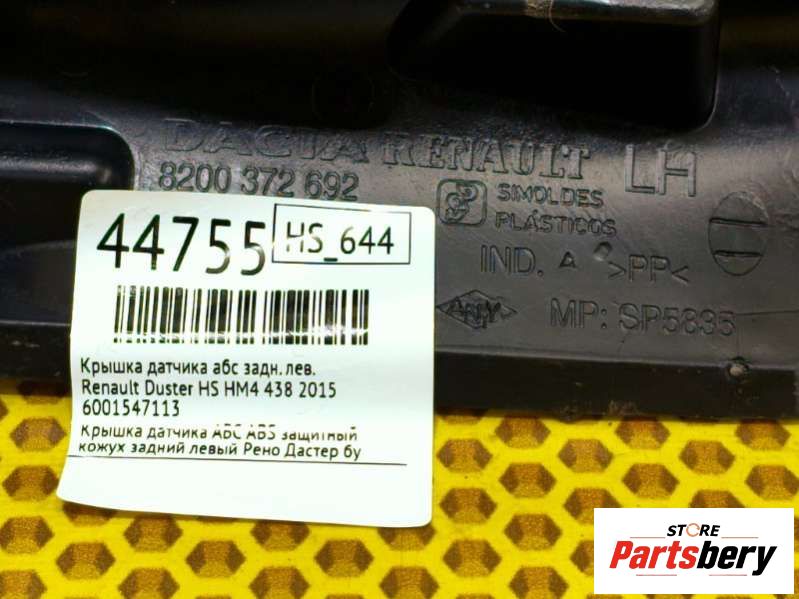 DACIA RENAULT LH
8200 372 692
SIMOLDES
PLÁSTICOS
IND. A >PP<
MP: SP5835
44755 HS_644
Крышка датчика абс задн. лев.
Renault Duster HS HM4 438 2015
6001547113
Крышка датчика АБС ABS защитный
кожух задний левый Рено Дастер бу
STORE
Partsbery